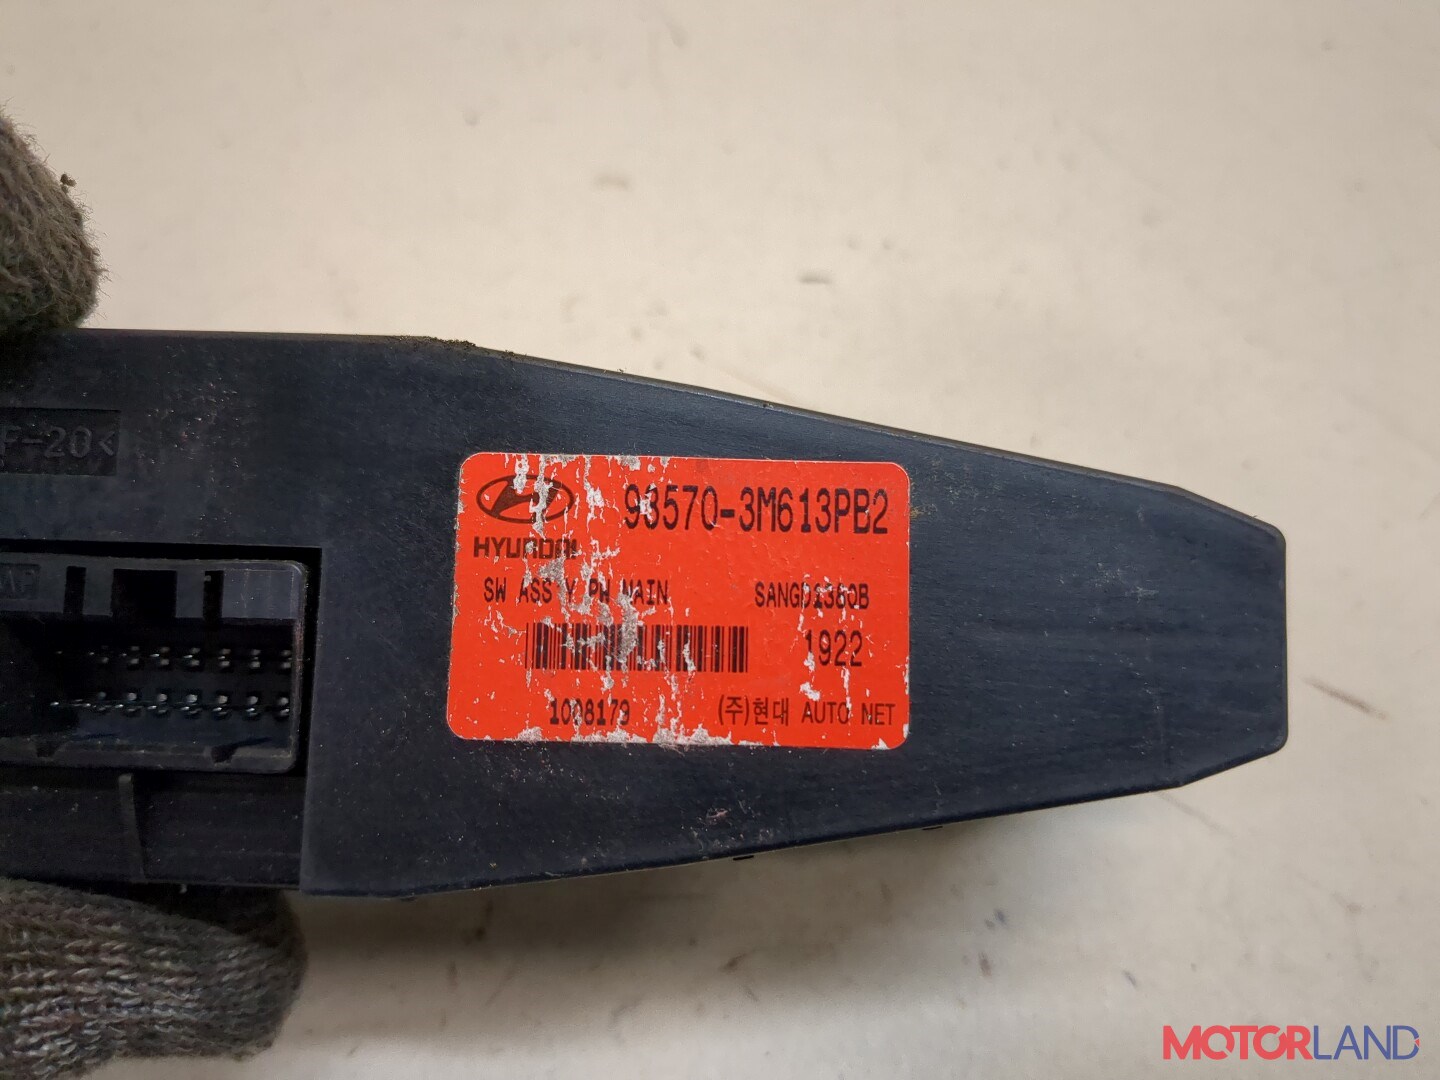 F-20<
93570-3M613PB2
HYUNDAI
SW ASS'Y PW MAIN
1922
1008179
(주)현대 AUTO NET
MOTORLAND